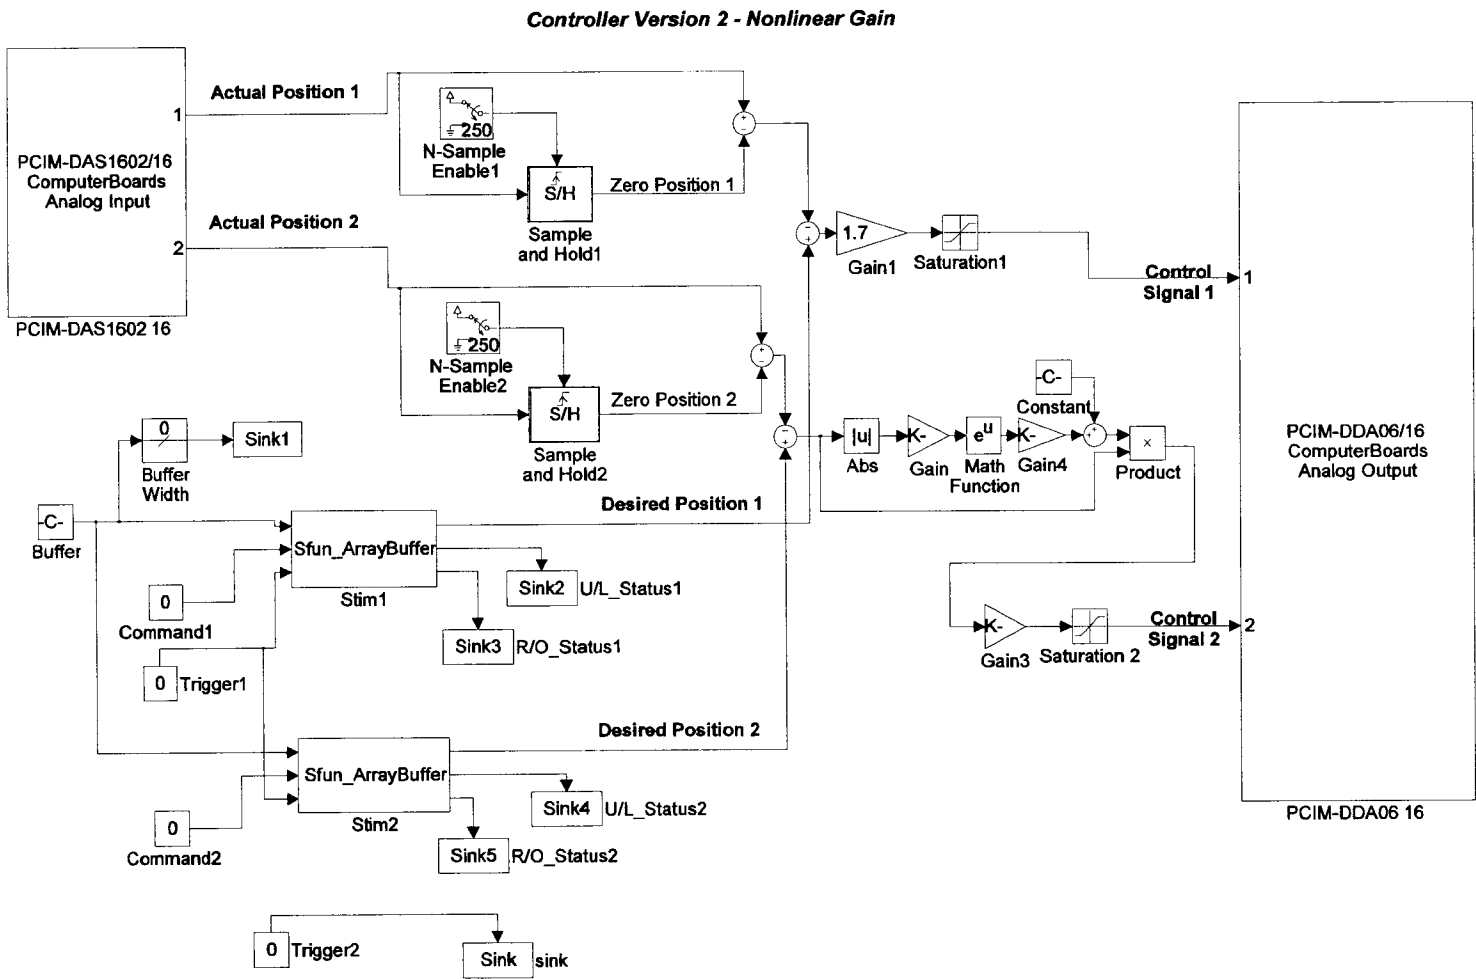 Controller Version 2 - Nonlinear Gain
PCIM-DAS1602/16
ComputerBoards
Analog Input
1
2
PCIM-DAS1602 16
Actual Position 1
Actual Position 2
250
N-Sample
Enable1
S/H
Sample
and Hold1
Zero Position 1
250
N-Sample
Enable2
S/H
Sample
and Hold2
Zero Position 2
1.7
Gain1
Saturation1
Control
Signal 1
1
-C-
Constant
|u|
Abs
K-
Gain
e^u
Math
Function
K-
Gain4
×
Product
PCIM-DDA06/16
ComputerBoards
Analog Output
0
Buffer
Width
Sink1
-C-
Buffer
Desired Position 1
Sfun_ArrayBuffer
Stim1
Sink2
U/L_Status1
0
Command1
Sink3
R/O_Status1
0
Trigger1
K-
Gain3
Saturation 2
Control
Signal 2
2
Desired Position 2
Sfun_ArrayBuffer
Stim2
Sink4
U/L_Status2
0
Command2
Sink5
R/O_Status2
PCIM-DDA06 16
0
Trigger2
Sink
sink